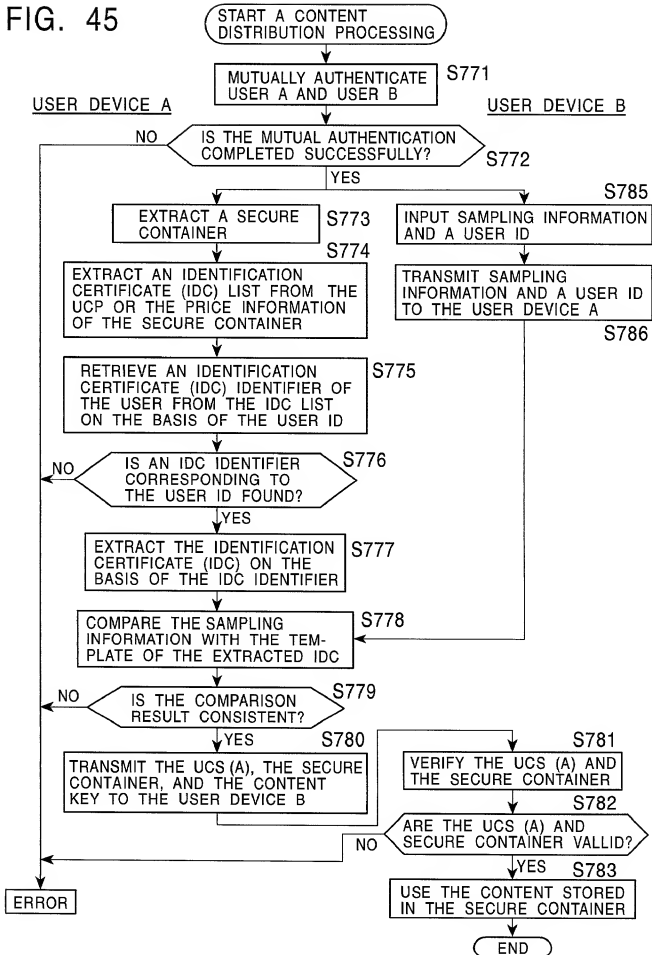 FIG. 45
START A CONTENT
DISTRIBUTION PROCESSING
S771
MUTUALLY AUTHENTICATE
USER A AND USER B
USER DEVICE A
USER DEVICE B
NO
IS THE MUTUAL AUTHENTICATION
COMPLETED SUCCESSFULLY?
S772
YES
S773
EXTRACT A SECURE
CONTAINER
S785
INPUT SAMPLING INFORMATION
AND A USER ID
S774
EXTRACT AN IDENTIFICATION
CERTIFICATE (IDC) LIST FROM THE
UCP OR THE PRICE INFORMATION
OF THE SECURE CONTAINER
TRANSMIT SAMPLING
INFORMATION AND A USER ID
TO THE USER DEVICE A
S786
S775
RETRIEVE AN IDENTIFICATION
CERTIFICATE (IDC) IDENTIFIER OF
THE USER FROM THE IDC LIST
ON THE BASIS OF THE USER ID
NO
S776
IS AN IDC IDENTIFIER
CORRESPONDING TO
THE USER ID FOUND?
YES
S777
EXTRACT THE IDENTIFICATION
CERTIFICATE (IDC) ON THE
BASIS OF THE IDC IDENTIFIER
S778
COMPARE THE SAMPLING
INFORMATION WITH THE TEM-
PLATE OF THE EXTRACTED IDC
NO
S779
IS THE COMPARISON
RESULT CONSISTENT?
YES
S780
TRANSMIT THE UCS (A), THE SECURE
CONTAINER, AND THE CONTENT
KEY TO THE USER DEVICE B
S781
VERIFY THE UCS (A) AND
THE SECURE CONTAINER
S782
ARE THE UCS (A) AND
SECURE CONTAINER VALLID?
NO
YES
S783
USE THE CONTENT STORED
IN THE SECURE CONTAINER
ERROR
END